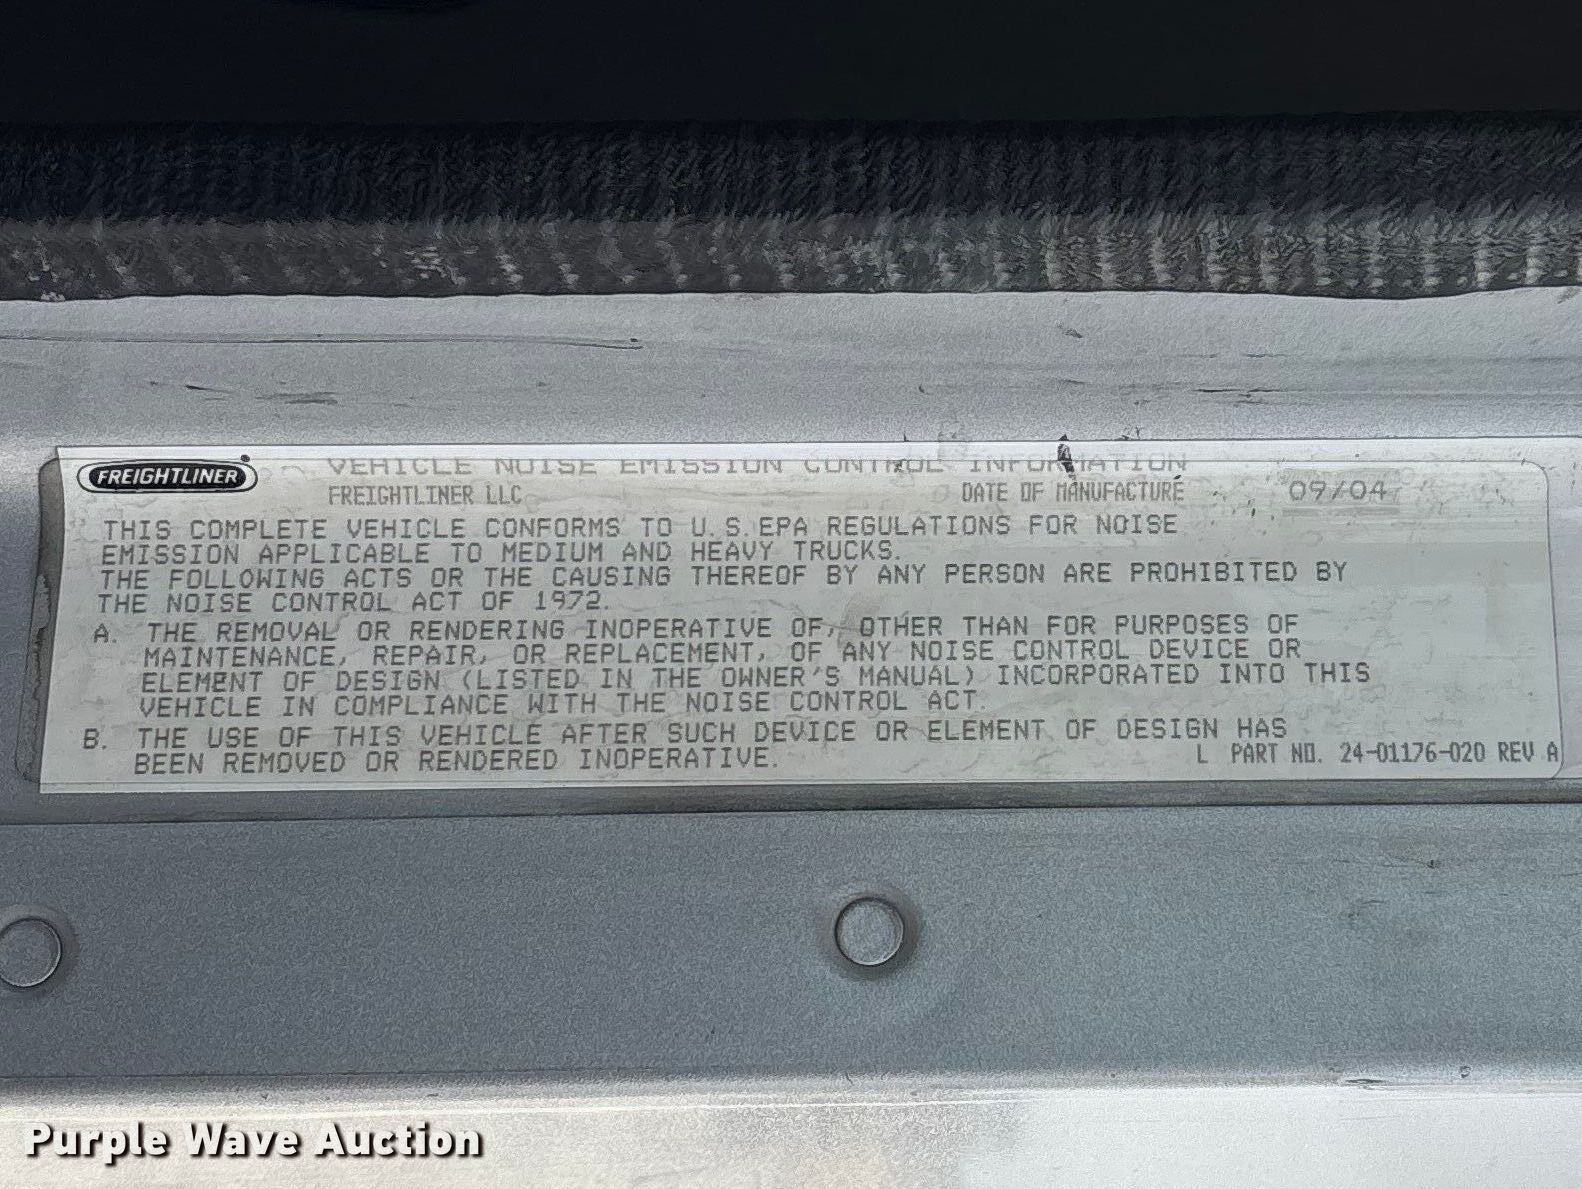 FREIGHTLINER
VEHICLE NOISE EMISSION CONTROL INFORMATION
FREIGHTLINER LLC DATE OF MANUFACTURE 09/04
THIS COMPLETE VEHICLE CONFORMS TO U.S.EPA REGULATIONS FOR NOISE
EMISSION APPLICABLE TO MEDIUM AND HEAVY TRUCKS.
THE FOLLOWING ACTS OR THE CAUSING THEREOF BY ANY PERSON ARE PROHIBITED BY
THE NOISE CONTROL ACT OF 1972.
A. THE REMOVAL OR RENDERING INOPERATIVE OF, OTHER THAN FOR PURPOSES OF
MAINTENANCE, REPAIR, OR REPLACEMENT, OF ANY NOISE CONTROL DEVICE OR
ELEMENT OF DESIGN (LISTED IN THE OWNER'S MANUAL) INCORPORATED INTO THIS
VEHICLE IN COMPLIANCE WITH THE NOISE CONTROL ACT.
B. THE USE OF THIS VEHICLE AFTER SUCH DEVICE OR ELEMENT OF DESIGN HAS
BEEN REMOVED OR RENDERED INOPERATIVE.
L PART NO. 24-01176-020 REV A
Purple Wave Auction